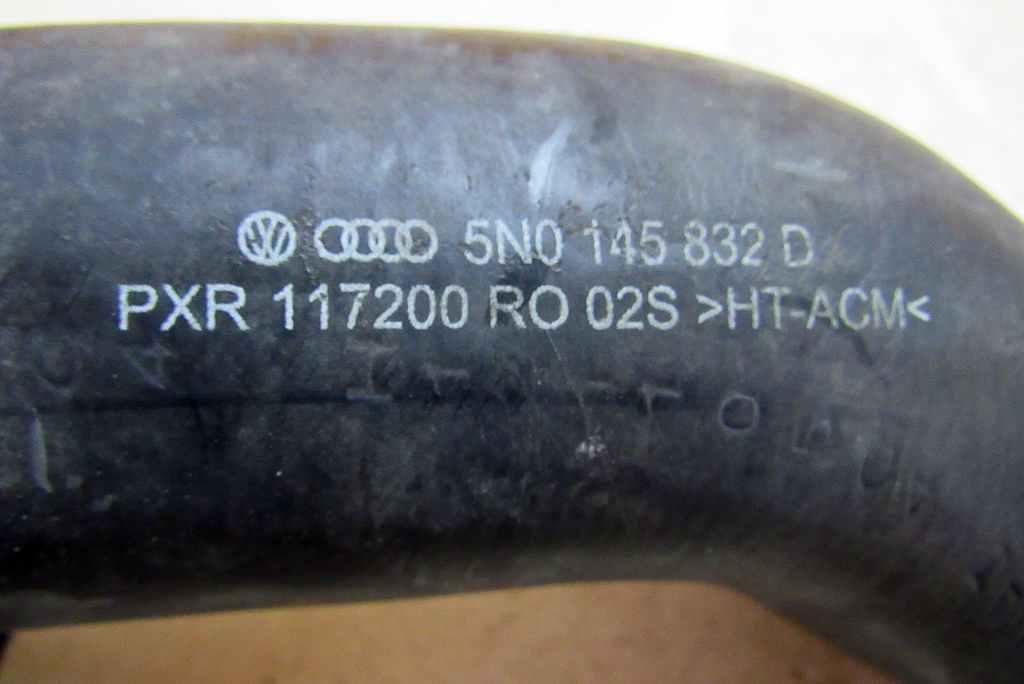 5N0 145 832 D
PXR 117200 RO 02S >HT-ACM<